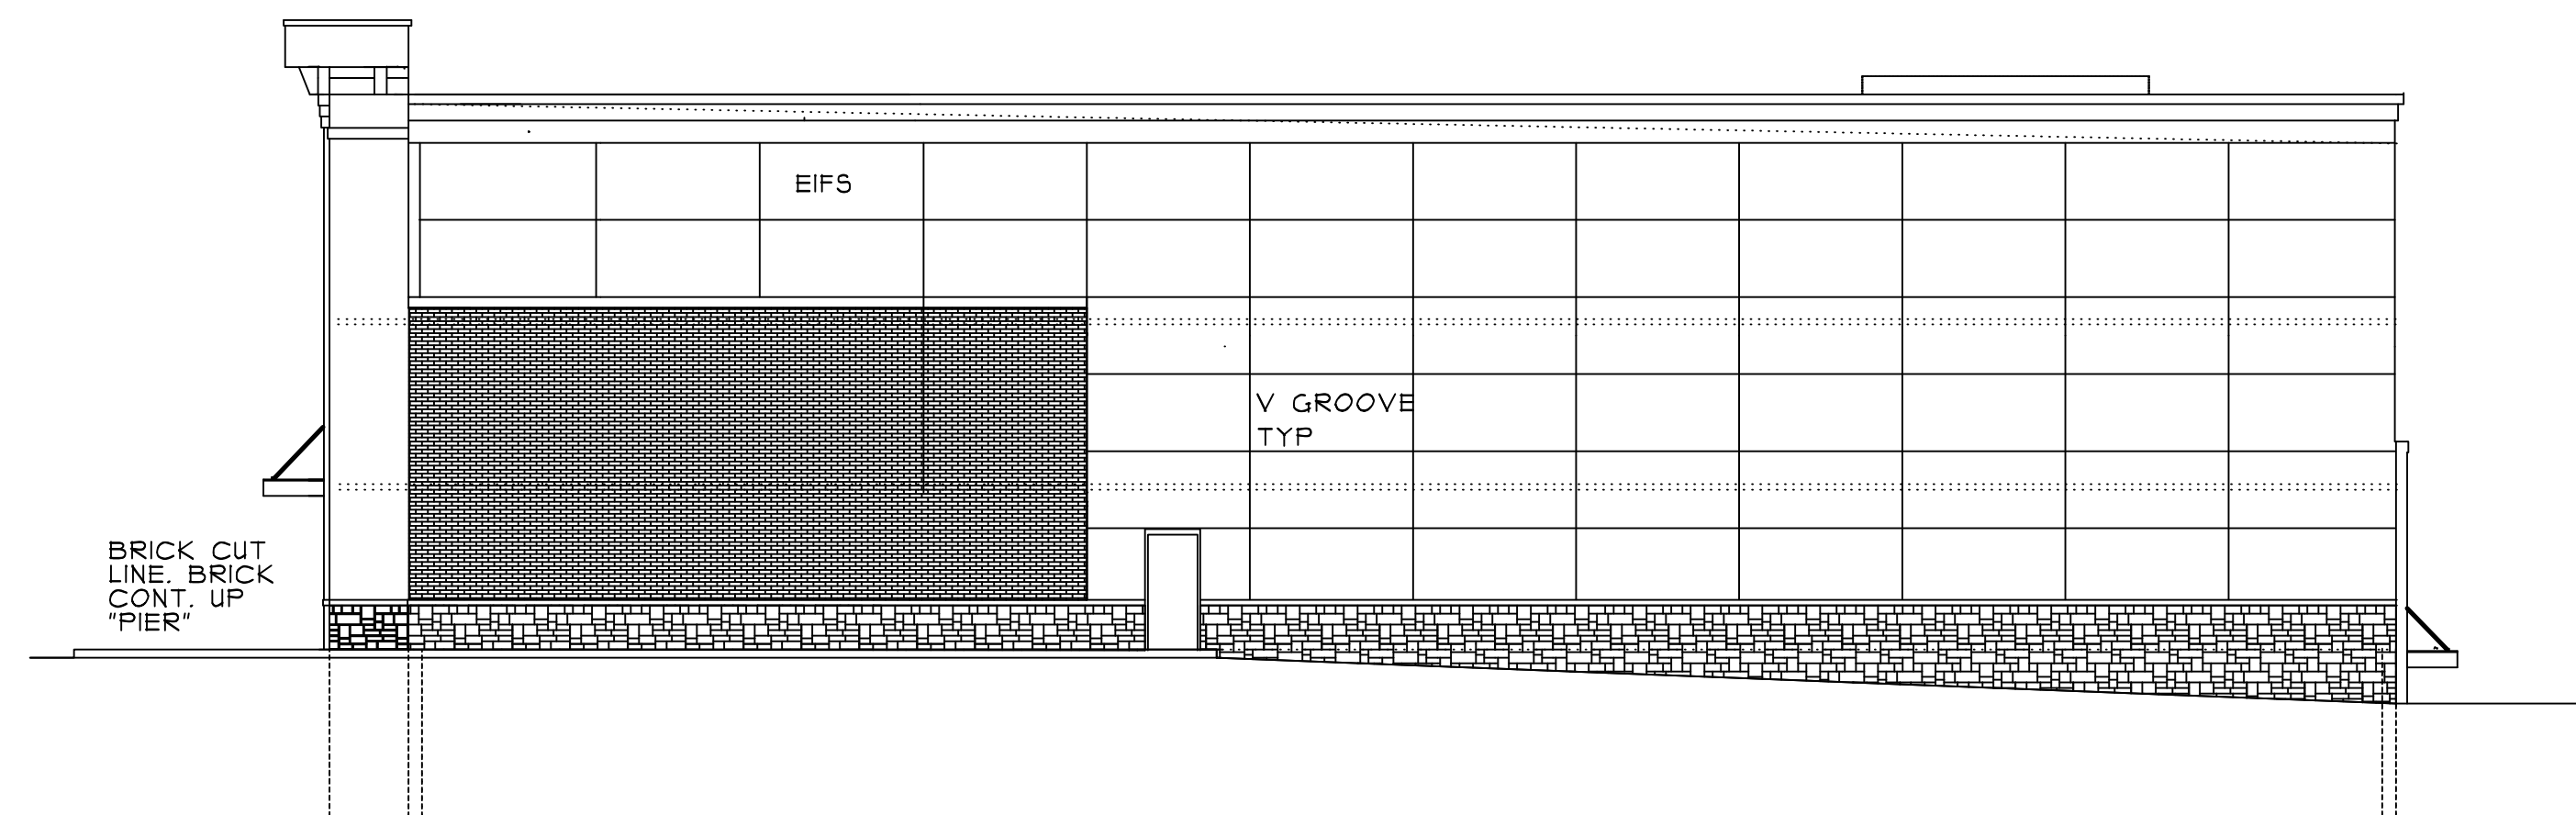 EIFS
V GROOVE
TYP
BRICK CUT
LINE. BRICK
CONT. UP
"PIER"